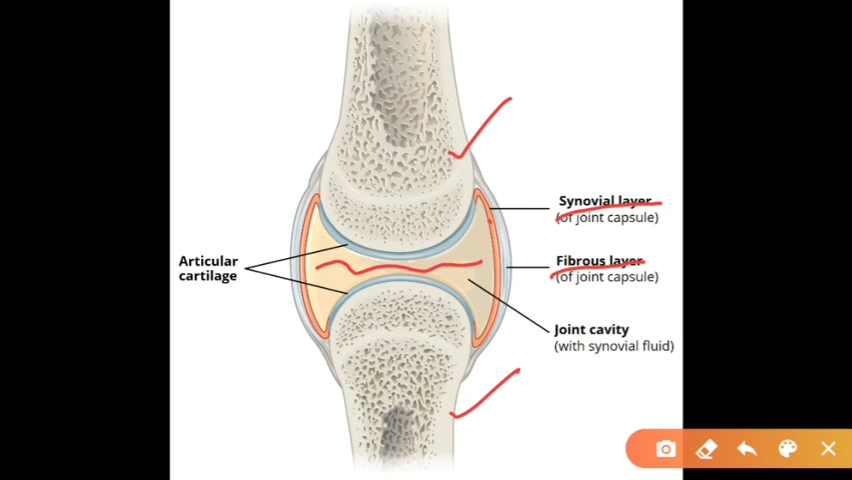 Synovial layer
(of joint capsule)
Articular
cartilage
Fibrous layer
(of joint capsule)
Joint cavity
(with synovial fluid)